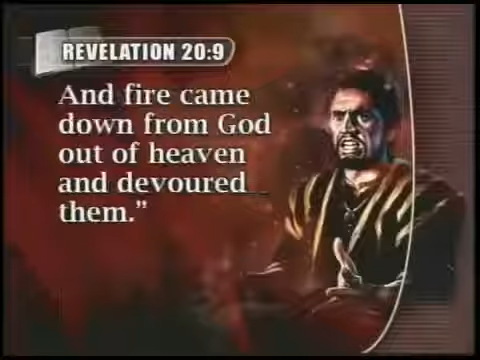 REVELATION 20:9
And fire came
down from God
out of heaven
and devoured
them.”